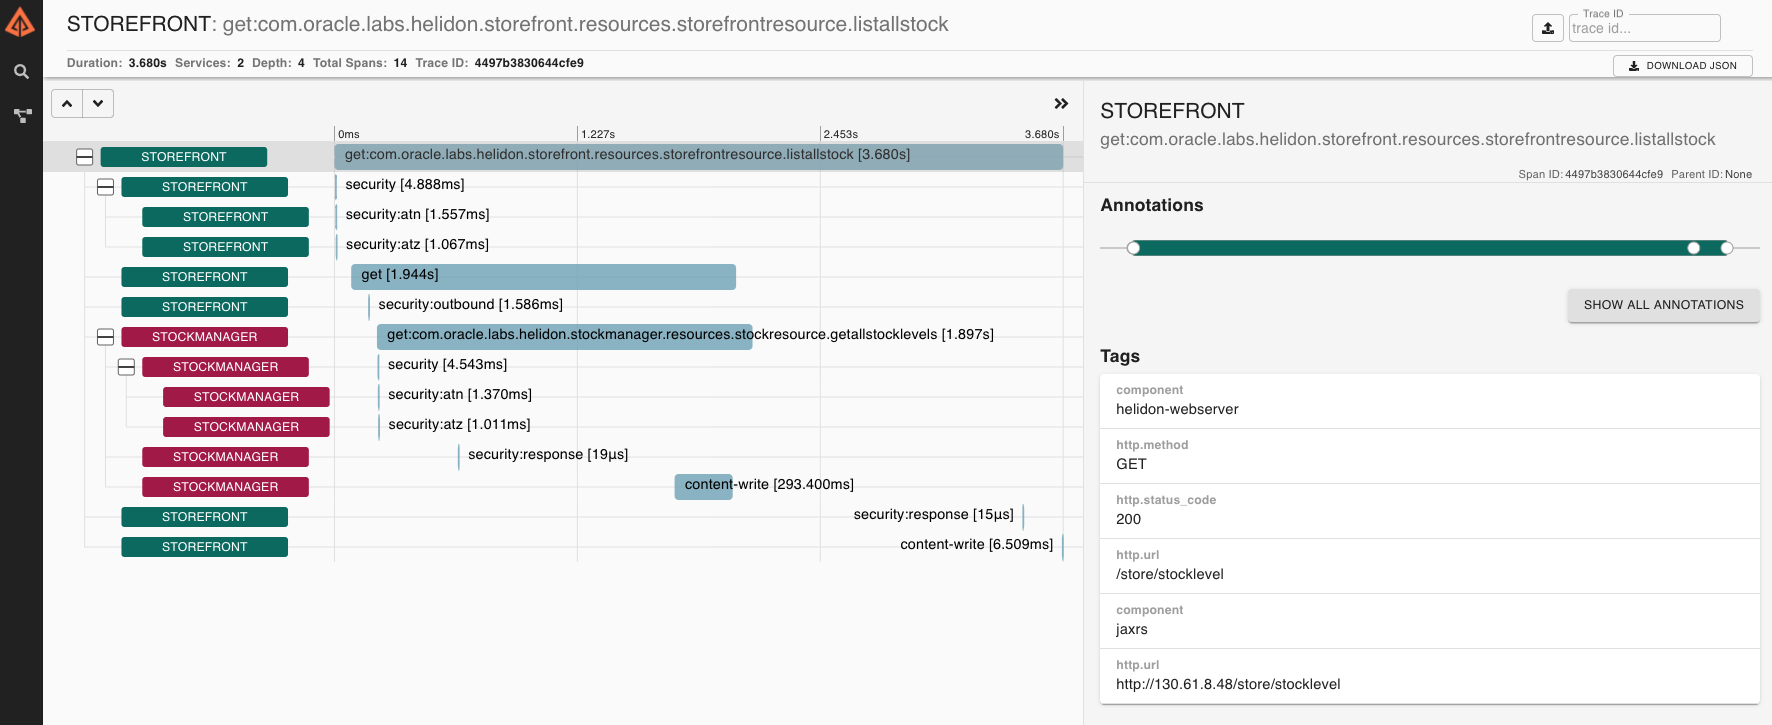 STOREFRONT: get:com.oracle.labs.helidon.storefront.resources.storefrontresource.listallstock
Trace ID
trace id...
Duration: 3.680s Services: 2 Depth: 4 Total Spans: 14 Trace ID: 4497b3830644cfe9
DOWNLOAD JSON
0ms 1.227s 2.453s 3.680s
STOREFRONT get:com.oracle.labs.helidon.storefront.resources.storefrontresource.listallstock [3.680s]
STOREFRONT security [4.888ms]
STOREFRONT security:atn [1.557ms]
STOREFRONT security:atz [1.067ms]
STOREFRONT get [1.944s]
STOREFRONT security:outbound [1.586ms]
STOCKMANAGER get:com.oracle.labs.helidon.stockmanager.resources.stockresource.getallstocklevels [1.897s]
STOCKMANAGER security [4.543ms]
STOCKMANAGER security:atn [1.370ms]
STOCKMANAGER security:atz [1.011ms]
STOCKMANAGER security:response [19μs]
STOCKMANAGER content-write [293.400ms]
STOREFRONT security:response [15μs]
STOREFRONT content-write [6.509ms]
STOREFRONT
get:com.oracle.labs.helidon.storefront.resources.storefrontresource.listallstock
Span ID: 4497b3830644cfe9 Parent ID: None
Annotations
SHOW ALL ANNOTATIONS
Tags
component
helidon-webserver
http.method
GET
http.status_code
200
http.url
/store/stocklevel
component
jaxrs
http.url
http://130.61.8.48/store/stocklevel